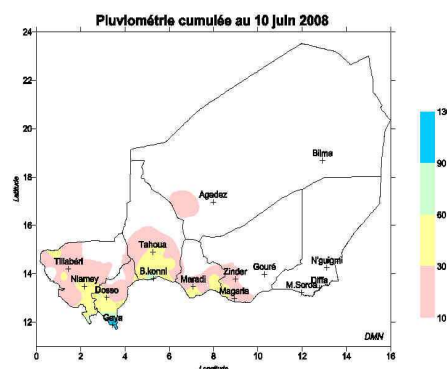 Pluviométrie cumulée au 10 juin 2008
24
22
20
18
16
14
12
Latitude
Bilma
Agadez
Tahoua
Tillabéri
B.konni
Niamey
Dosso
Gaya
Maradi
Zinder
Magaria
Gouré
N'guigmi
Diffa
M.Soroa
DMN
0 2 4 6 8 10 12 14 16
Longitude
130
90
60
30
10